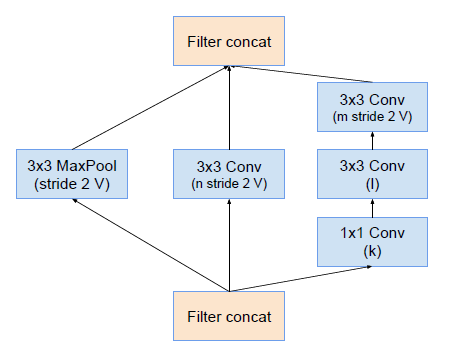 Filter concat
3x3 Conv
(m stride 2 V)
3x3 MaxPool
(stride 2 V)
3x3 Conv
(n stride 2 V)
3x3 Conv
(l)
1x1 Conv
(k)
Filter concat